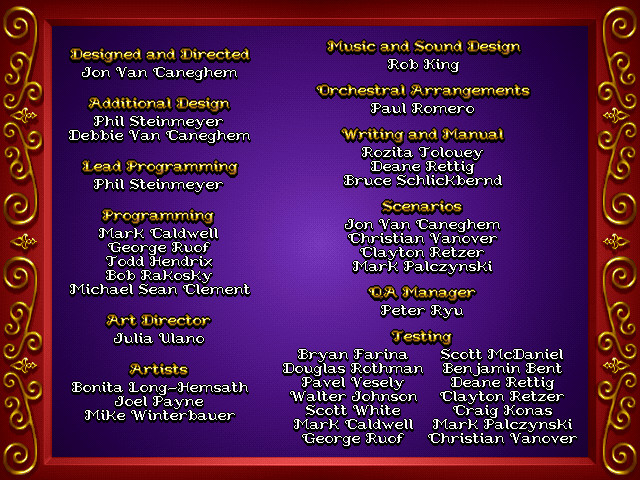 Designed and Directed
Jon Van Caneghem
Additional Design
Phil Steinmeyer
Debbie Van Caneghem
Lead Programming
Phil Steinmeyer
Programming
Mark Caldwell
George Ruof
Todd Hendrix
Bob Rakosky
Michael Sean Clement
Art Director
Julia Ulano
Artists
Bonita Long-Hemsath
Joel Payne
Mike Winterbauer
Music and Sound Design
Rob King
Orchestral Arrangements
Paul Romero
Writing and Manual
Rozita Tolouey
Deane Rettig
Bruce Schlickbernd
Scenarios
Jon Van Caneghem
Christian Vanover
Clayton Retzer
Mark Palczynski
QA Manager
Peter Ryu
Testing
Bryan Farina
Douglas Rothman
Pavel Vesely
Walter Johnson
Scott White
Mark Caldwell
George Ruof
Scott McDaniel
Benjamin Bent
Deane Rettig
Clayton Retzer
Craig Konas
Mark Palczynski
Christian Vanover